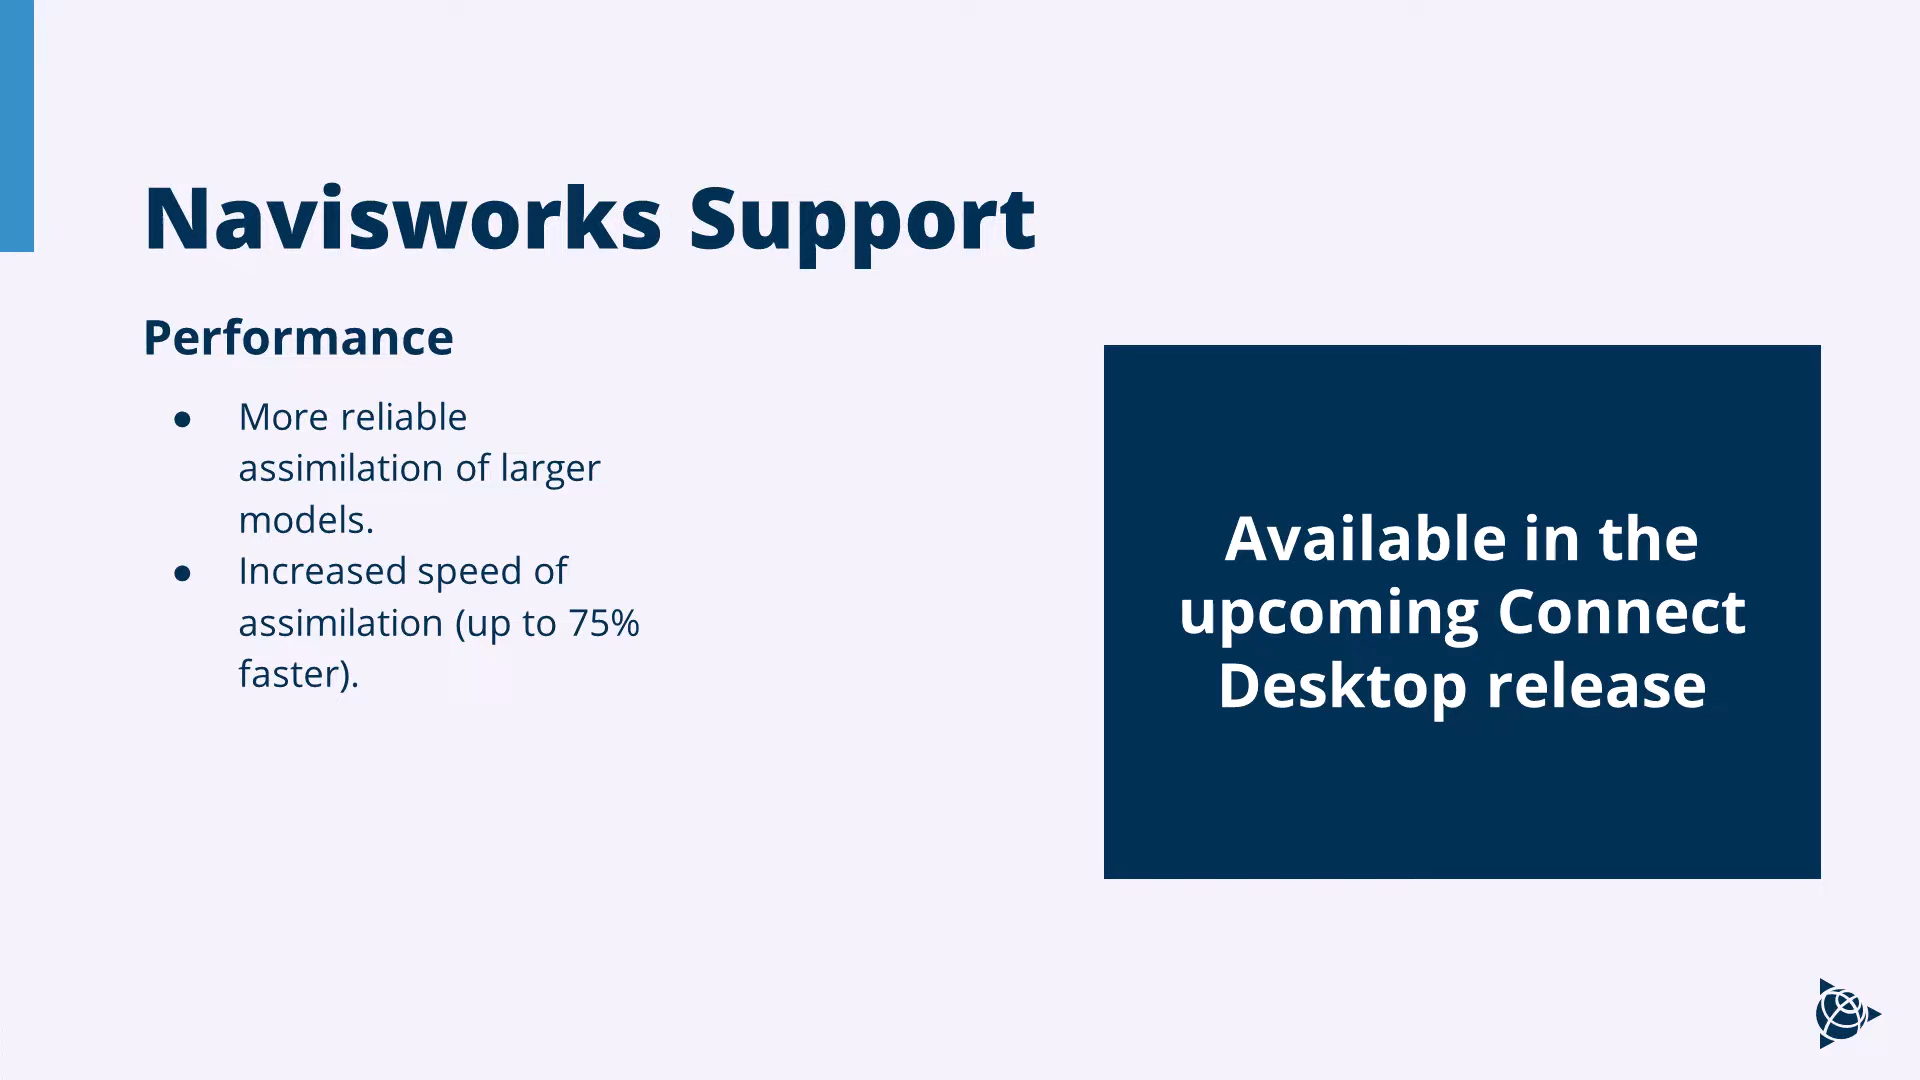 Navisworks Support
Performance
● More reliable
assimilation of larger
models.
● Increased speed of
assimilation (up to 75%
faster).
Available in the
upcoming Connect
Desktop release